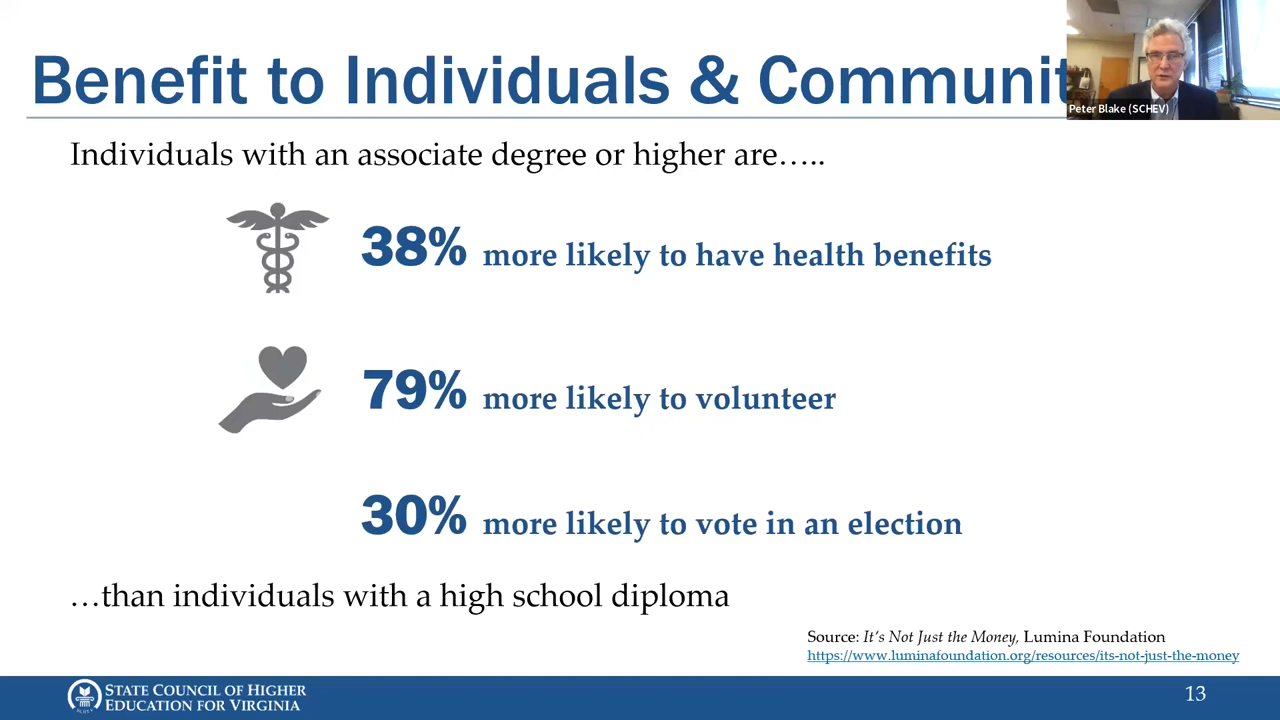 Benefit to Individuals & Communit
Peter Blake (SCHEV)
Individuals with an associate degree or higher are…..
38% more likely to have health benefits
79% more likely to volunteer
30% more likely to vote in an election
…than individuals with a high school diploma
Source: It's Not Just the Money, Lumina Foundation
https://www.luminafoundation.org/resources/its-not-just-the-money
STATE COUNCIL OF HIGHER
EDUCATION FOR VIRGINIA
13